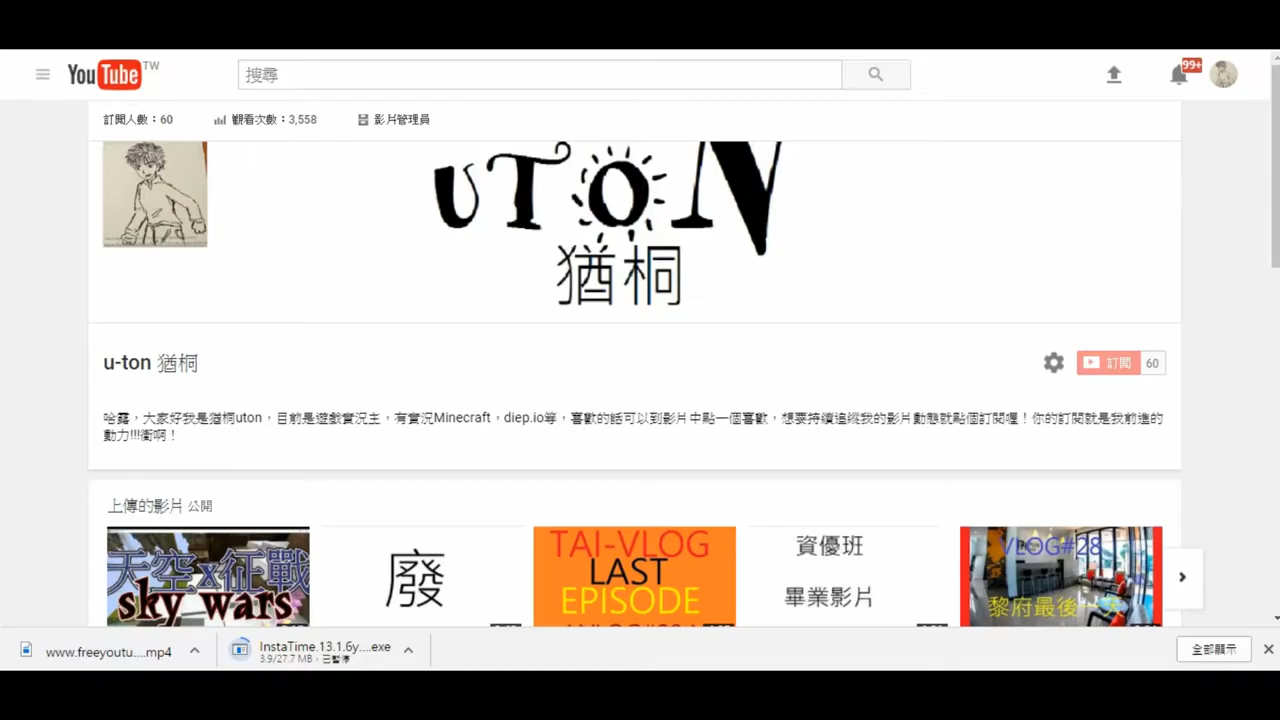 YouTube TW
搜尋
99+
訂閱人數：60 觀看次數：3,558 影片管理員
uToN
猶桐
u-ton 猶桐
訂閱 60
哈露，大家好我是猶桐uton，目前是遊戲實況主，有實況Minecraft，diep.io等，喜歡的話可以到影片中點一個喜歡，想要持續追縱我的影片動態就點個訂閱喔！你的訂閱就是我前進的
動力!!!衝啊！
上傳的影片 公開
天空x征戰
sky wars
廢
TAI-VLOG
LAST
EPISODE
資優班
畢業影片
VLOG#28
黎府最後一天
www.freeyoutu....mp4
InstaTime.13.1.6y....exe
3.9/27.7 MB，已暫停
全部顯示